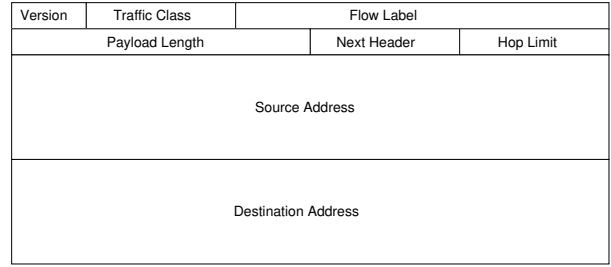 Version Traffic Class Flow Label
Payload Length Next Header Hop Limit
Source Address
Destination Address